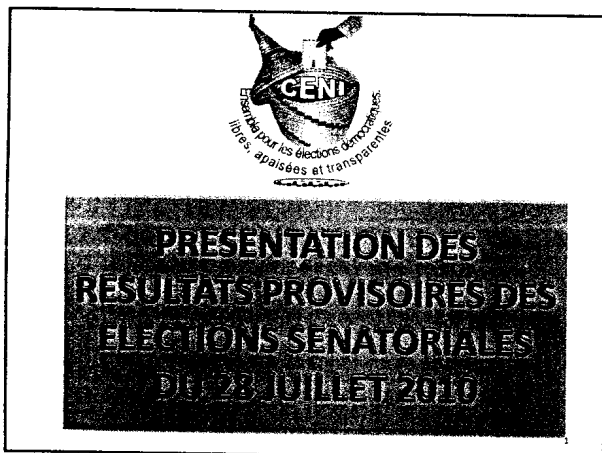 CENI
Ensemble pour les élections démocratiques,
libres, apaisées et transparentes
PRESENTATION DES
RESULTATS PROVISOIRES DES
ELECTIONS SENATORIALES
DU 28 JUILLET 2010
1